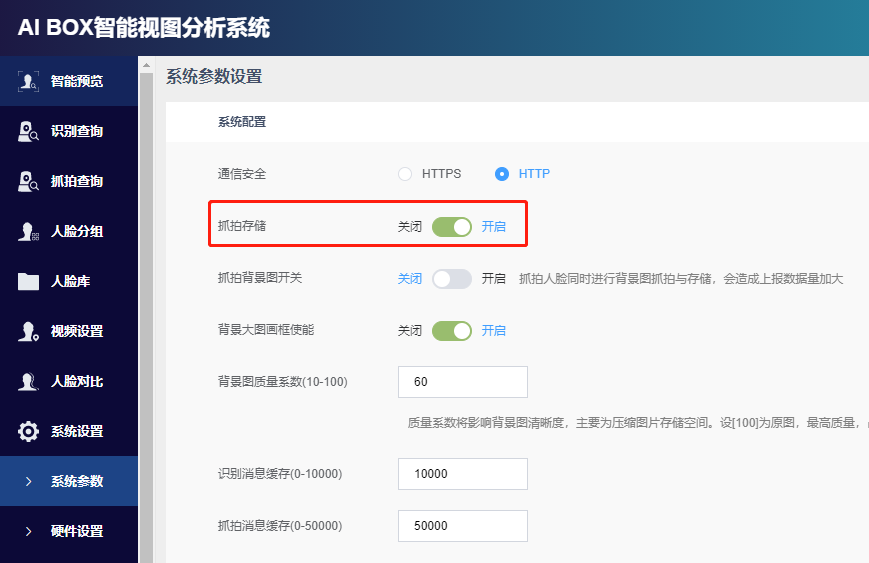 AI BOX智能视图分析系统
智能预览
识别查询
抓拍查询
人脸分组
人脸库
视频设置
人脸对比
系统设置
系统参数
硬件设置
系统参数设置
系统配置
通信安全 HTTPS HTTP
抓拍存储 关闭 开启
抓拍背景图开关 关闭 开启 抓拍人脸同时进行背景图抓拍与存储，会造成上报数据量加大
背景大图画框使能 关闭 开启
背景图质量系数(10-100) 60
质量系数将影响背景图清晰度，主要为压缩图片存储空间。设[100]为原图，最高质量，
识别消息缓存(0-10000) 10000
抓拍消息缓存(0-50000) 50000